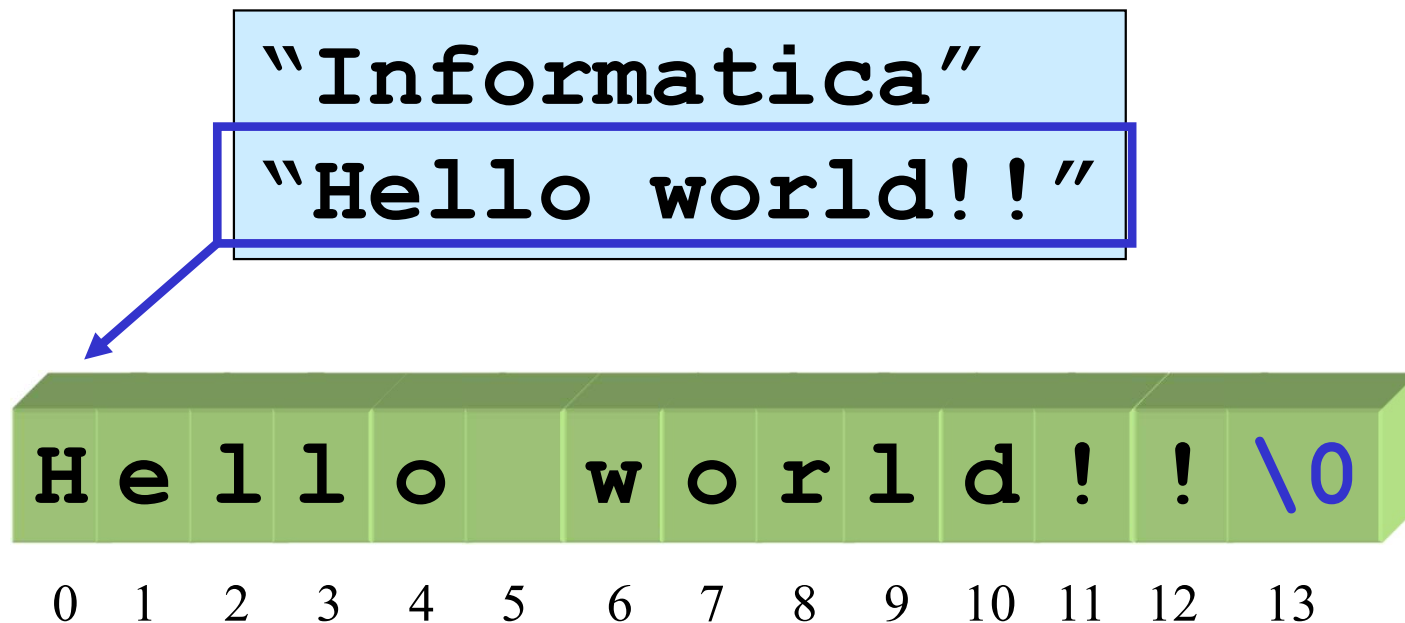 “Informatica”
“Hello world!!”
H e l l o w o r l d ! ! \0
0 1 2 3 4 5 6 7 8 9 10 11 12 13